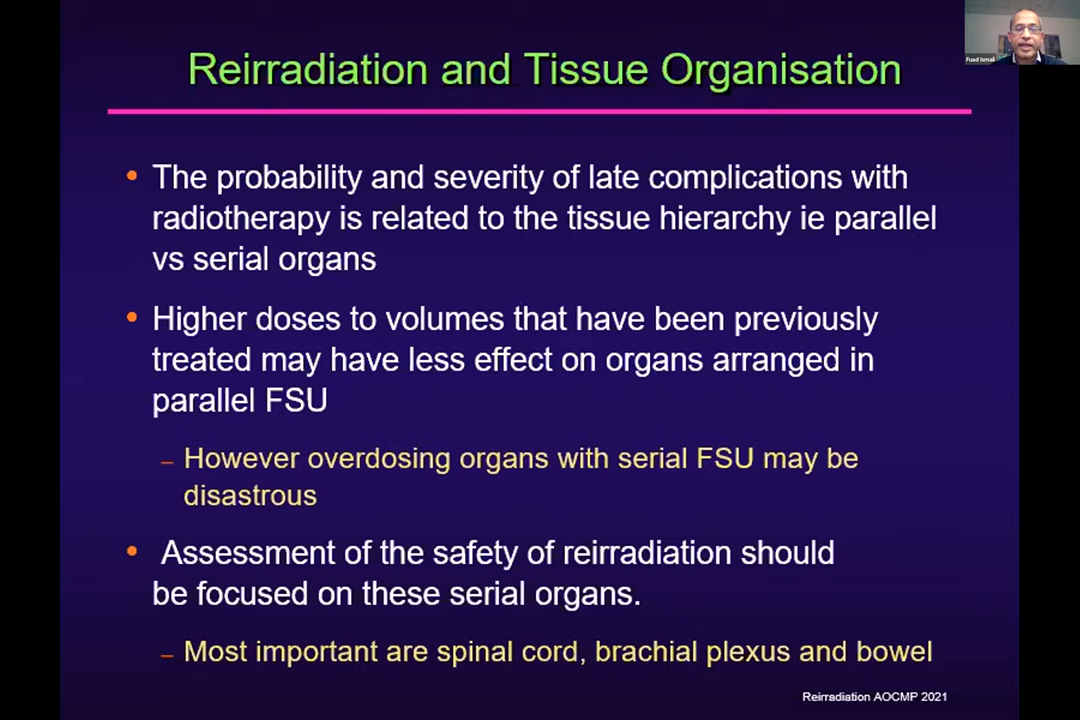 Fuad Ismail
Reirradiation and Tissue Organisation
• The probability and severity of late complications with
radiotherapy is related to the tissue hierarchy ie parallel
vs serial organs
• Higher doses to volumes that have been previously
treated may have less effect on organs arranged in
parallel FSU
– However overdosing organs with serial FSU may be
disastrous
• Assessment of the safety of reirradiation should
be focused on these serial organs.
– Most important are spinal cord, brachial plexus and bowel
Reirradiation AOCMP 2021